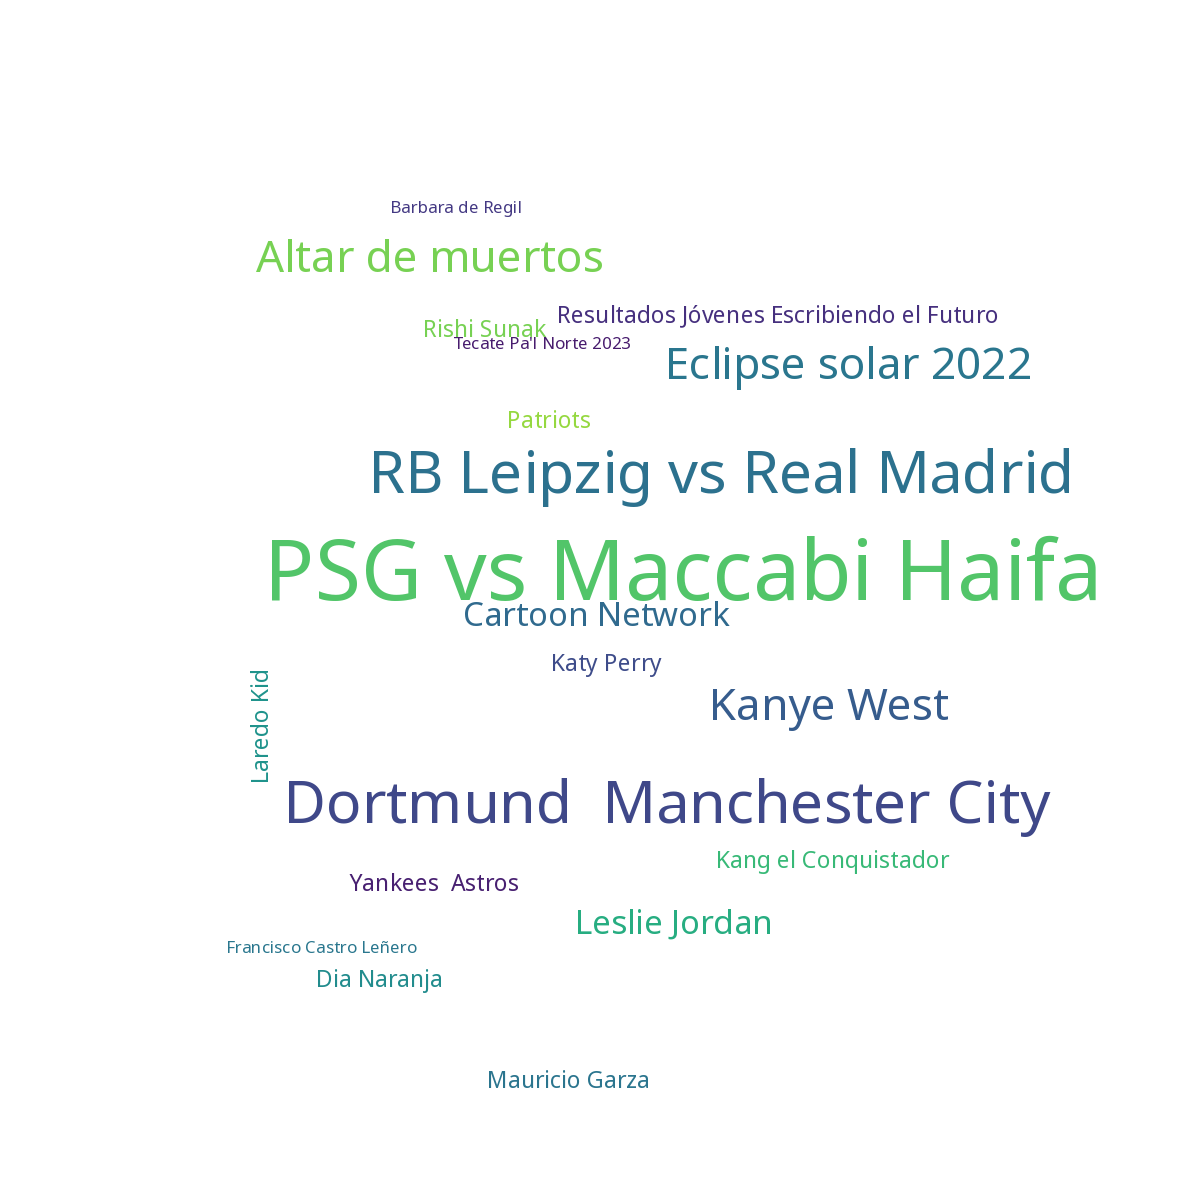 Barbara de Regil
Altar de muertos
Resultados Jóvenes Escribiendo el Futuro
Rishi Sunak
Tecate Pa'l Norte 2023
Eclipse solar 2022
Patriots
RB Leipzig vs Real Madrid
PSG vs Maccabi Haifa
Cartoon Network
Katy Perry
Kanye West
Laredo Kid
Dortmund  Manchester City
Kang el Conquistador
Yankees  Astros
Leslie Jordan
Francisco Castro Leñero
Dia Naranja
Mauricio Garza